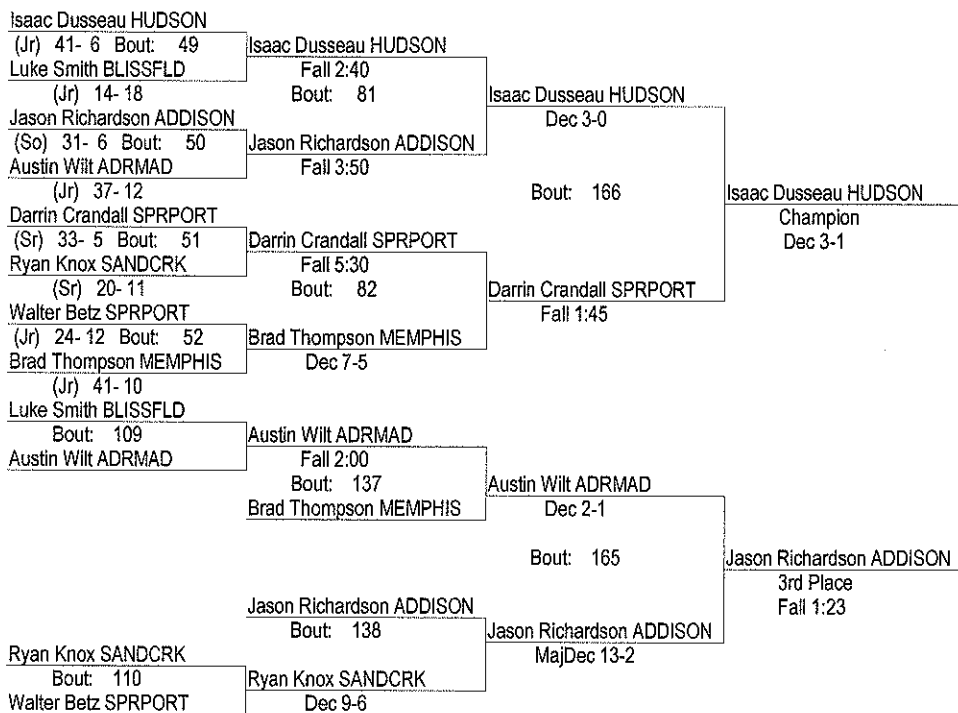 Isaac Dusseau HUDSON
(Jr) 41- 6 Bout: 49
Luke Smith BLISSFLD
(Jr) 14- 18
Jason Richardson ADDISON
(So) 31- 6 Bout: 50
Austin Wilt ADRMAD
(Jr) 37- 12
Darrin Crandall SPRPORT
(Sr) 33- 5 Bout: 51
Ryan Knox SANDCRK
(Sr) 20- 11
Walter Betz SPRPORT
(Jr) 24- 12 Bout: 52
Brad Thompson MEMPHIS
(Jr) 41- 10
Isaac Dusseau HUDSON
Fall 2:40
Bout: 81
Jason Richardson ADDISON
Fall 3:50
Darrin Crandall SPRPORT
Fall 5:30
Bout: 82
Brad Thompson MEMPHIS
Dec 7-5
Isaac Dusseau HUDSON
Dec 3-0
Bout: 166
Darrin Crandall SPRPORT
Fall 1:45
Isaac Dusseau HUDSON
Champion
Dec 3-1
Luke Smith BLISSFLD
Bout: 109
Austin Wilt ADRMAD
Austin Wilt ADRMAD
Fall 2:00
Bout: 137
Brad Thompson MEMPHIS
Jason Richardson ADDISON
Bout: 138
Ryan Knox SANDCRK
Bout: 110
Walter Betz SPRPORT
Ryan Knox SANDCRK
Dec 9-6
Austin Wilt ADRMAD
Dec 2-1
Bout: 165
Jason Richardson ADDISON
MajDec 13-2
Jason Richardson ADDISON
3rd Place
Fall 1:23